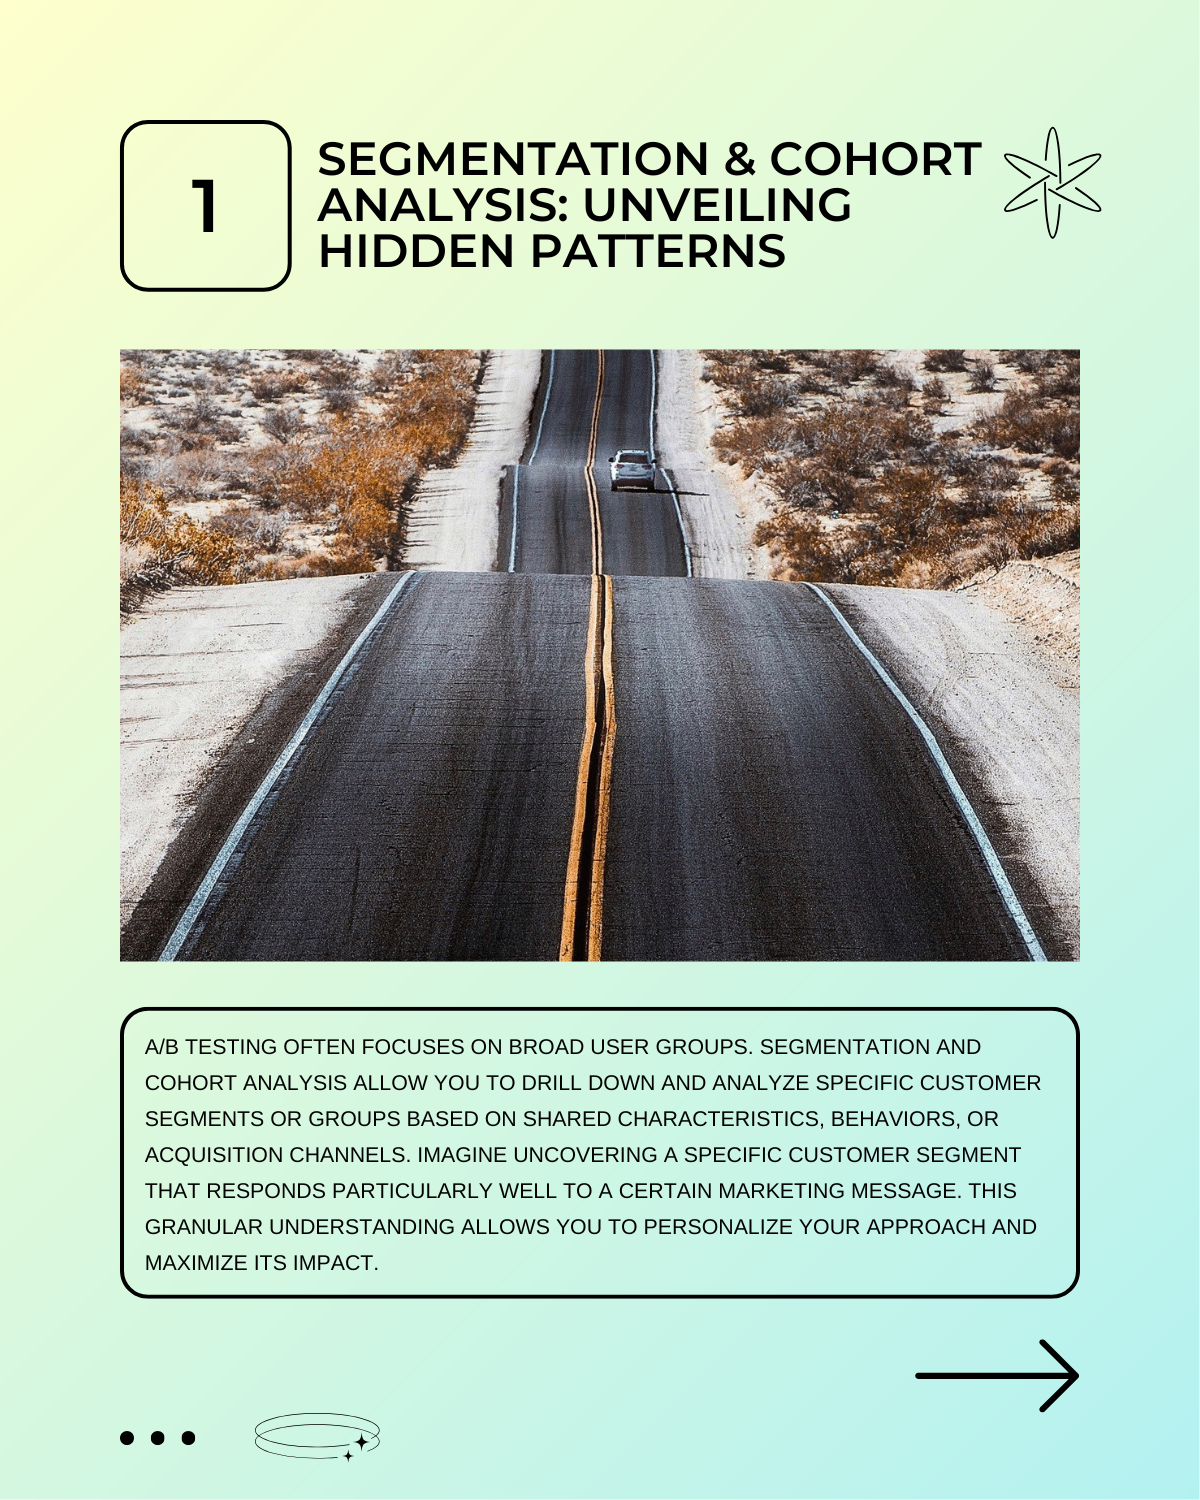 1
SEGMENTATION & COHORT
ANALYSIS: UNVEILING
HIDDEN PATTERNS
A/B TESTING OFTEN FOCUSES ON BROAD USER GROUPS. SEGMENTATION AND
COHORT ANALYSIS ALLOW YOU TO DRILL DOWN AND ANALYZE SPECIFIC CUSTOMER
SEGMENTS OR GROUPS BASED ON SHARED CHARACTERISTICS, BEHAVIORS, OR
ACQUISITION CHANNELS. IMAGINE UNCOVERING A SPECIFIC CUSTOMER SEGMENT
THAT RESPONDS PARTICULARLY WELL TO A CERTAIN MARKETING MESSAGE. THIS
GRANULAR UNDERSTANDING ALLOWS YOU TO PERSONALIZE YOUR APPROACH AND
MAXIMIZE ITS IMPACT.